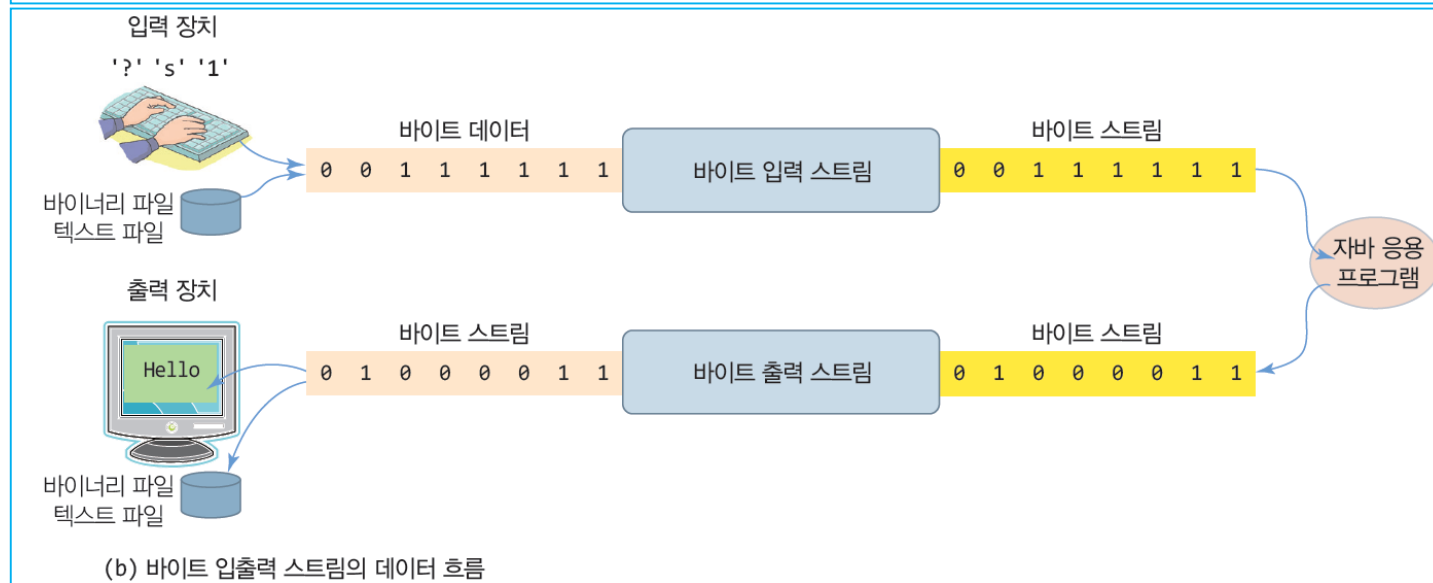 입력 장치
'?' 's' '1'
바이트 데이터
바이트 스트림
0 0 1 1 1 1 1 1
바이트 입력 스트림
0 0 1 1 1 1 1 1
바이너리 파일
텍스트 파일
자바 응용
프로그램
출력 장치
바이트 스트림
바이트 스트림
Hello
0 1 0 0 0 0 1 1
바이트 출력 스트림
0 1 0 0 0 0 1 1
바이너리 파일
텍스트 파일
(b) 바이트 입출력 스트림의 데이터 흐름